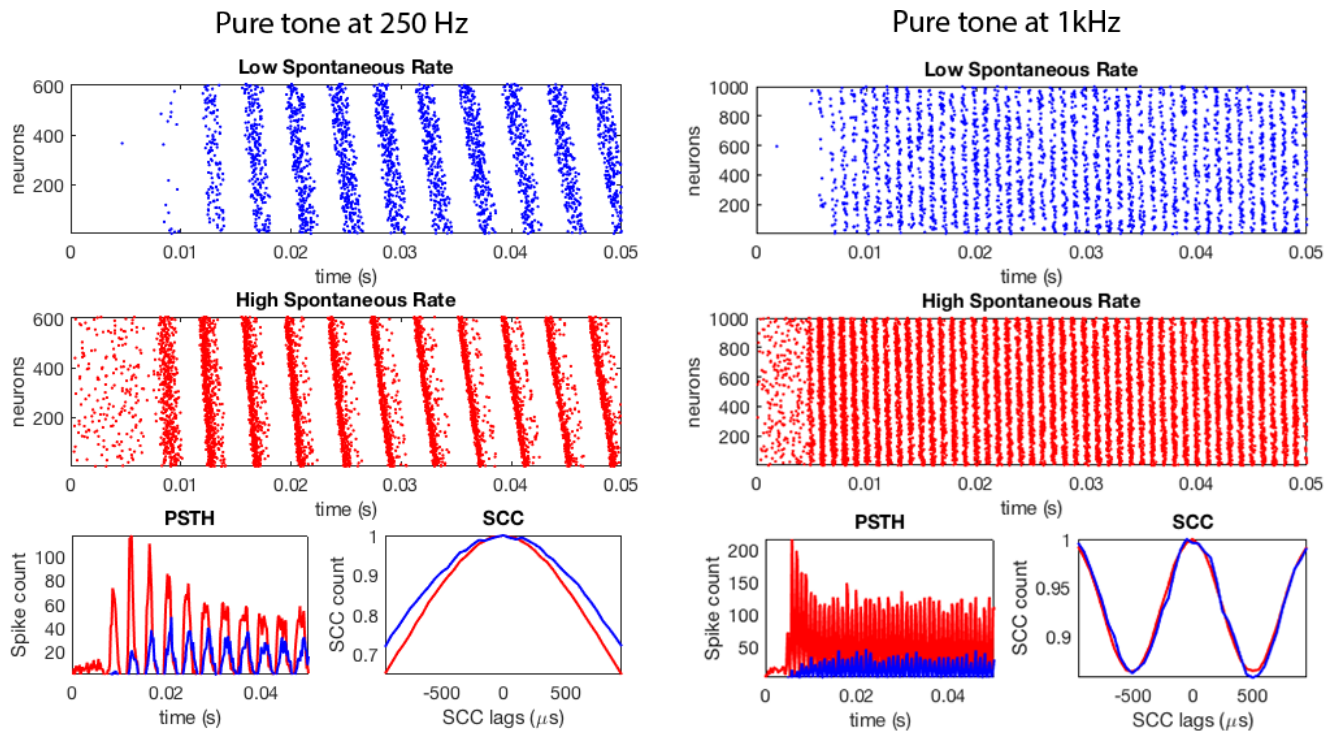 Pure tone at 250 Hz
Low Spontaneous Rate
600
400
200
neurons
0
0.01
0.02
0.03
0.04
0.05
time (s)
High Spontaneous Rate
600
400
200
neurons
0
0.01
0.02
0.03
0.04
0.05
time (s)
PSTH
100
80
60
40
20
Spike count
0
0.02
0.04
time (s)
SCC
1
0.9
0.8
0.7
SCC count
-500
0
500
SCC lags (μs)
Pure tone at 1kHz
Low Spontaneous Rate
1000
800
600
400
200
neurons
0
0.01
0.02
0.03
0.04
0.05
time (s)
High Spontaneous Rate
1000
800
600
400
200
neurons
0
0.01
0.02
0.03
0.04
0.05
time (s)
PSTH
200
150
100
50
Spike count
0
0.02
0.04
time (s)
SCC
1
0.95
0.9
SCC count
-500
0
500
SCC lags (μs)